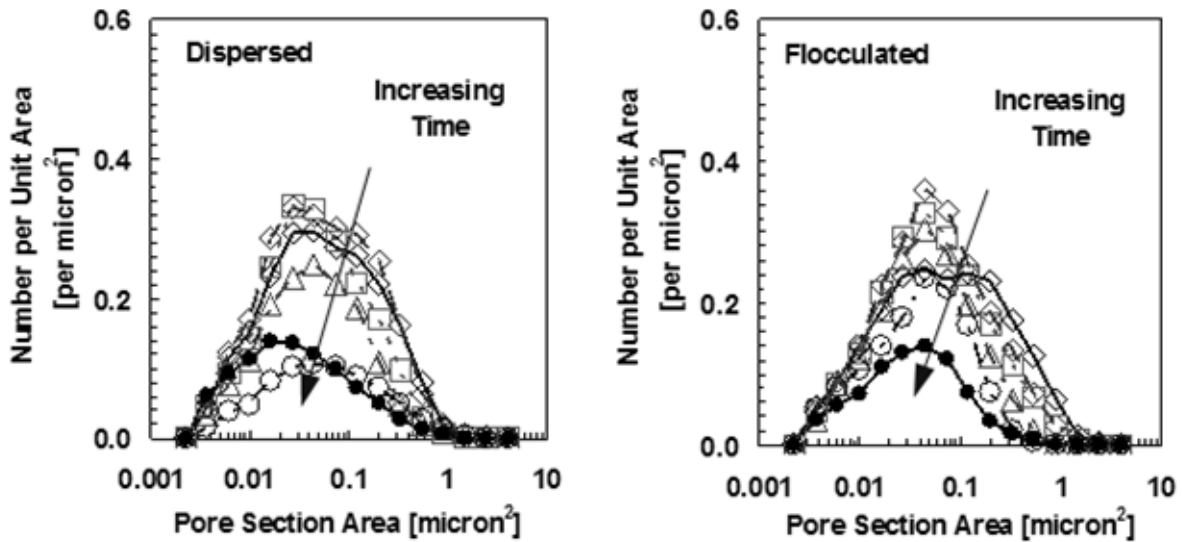 Dispersed
Increasing
Time
Number per Unit Area
[per micron²]
0.6
0.4
0.2
0.0
0.001 0.01 0.1 1 10
Pore Section Area [micron²]
Flocculated
Increasing
Time
Number per Unit Area
[per micron²]
0.6
0.4
0.2
0.0
0.001 0.01 0.1 1 10
Pore Section Area [micron²]